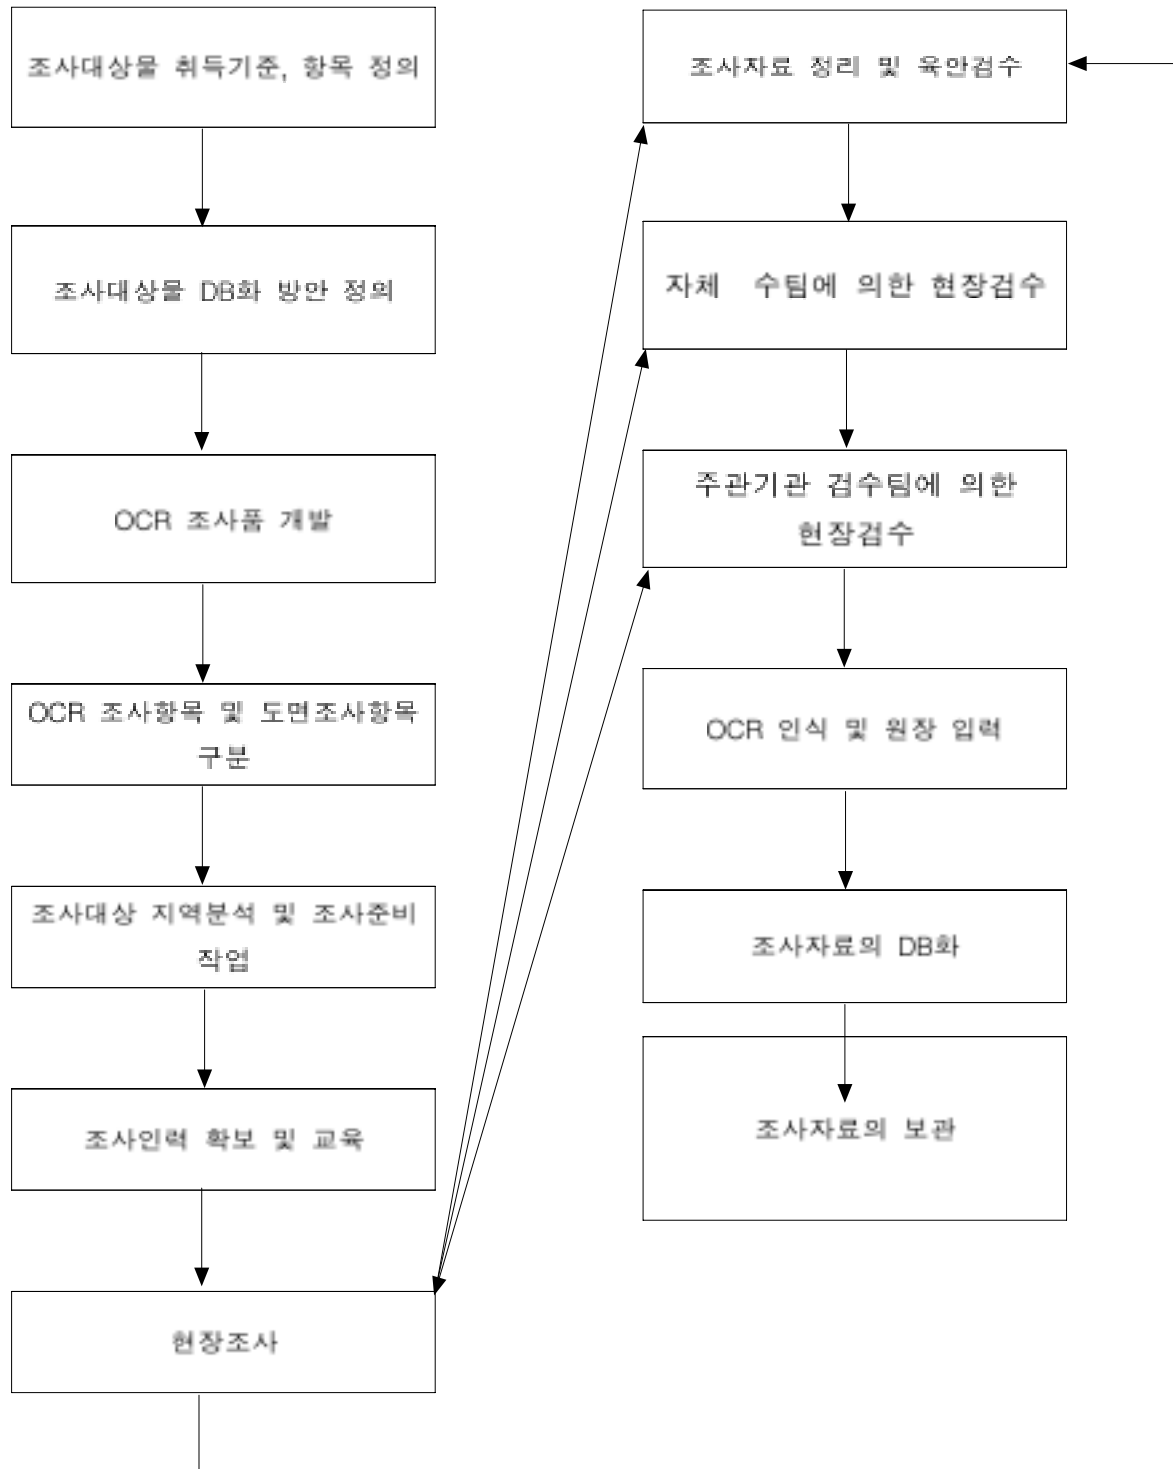 조사대상물 취득기준, 항목 정의
조사대상물 DB화 방안 정의
OCR 조사품 개발
OCR 조사항목 및 도면조사항목
구분
조사대상 지역분석 및 조사준비
작업
조사인력 확보 및 교육
현장조사
조사자료 정리 및 육안검수
자체 수팀에 의한 현장검수
주관기관 검수팀에 의한
현장검수
OCR 인식 및 원장 입력
조사자료의 DB화
조사자료의 보관